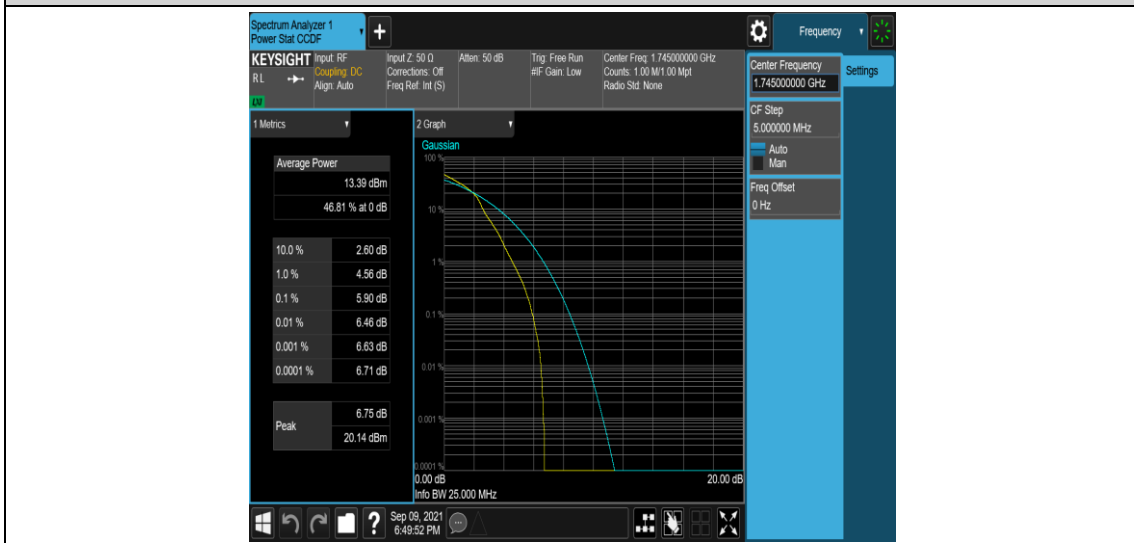 Spectrum Analyzer 1
Power Stat CCDF
+
Frequency
KEYSIGHT
R L
LXI
Input: RF
Coupling: DC
Align: Auto
Input Z: 50 Ω
Corrections: Off
Freq Ref: Int (S)
Atten: 50 dB
Trig: Free Run
#IF Gain: Low
Center Freq: 1.745000000 GHz
Counts: 1.00 M/1.00 Mpt
Radio Std: None
Center Frequency
1.745000000 GHz
Settings
CF Step
5.000000 MHz
Auto
Man
Freq Offset
0 Hz
1 Metrics
Average Power
13.39 dBm
46.81 % at 0 dB
10.0 % 2.60 dB
1.0 % 4.56 dB
0.1 % 5.90 dB
0.01 % 6.46 dB
0.001 % 6.63 dB
0.0001 % 6.71 dB
Peak 6.75 dB
20.14 dBm
2 Graph
Gaussian
100 %
10 %
1 %
0.1 %
0.01 %
0.001 %
0.0001 %
0.00 dB 20.00 dB
Info BW 25.000 MHz
?
Sep 09, 2021
6:49:52 PM